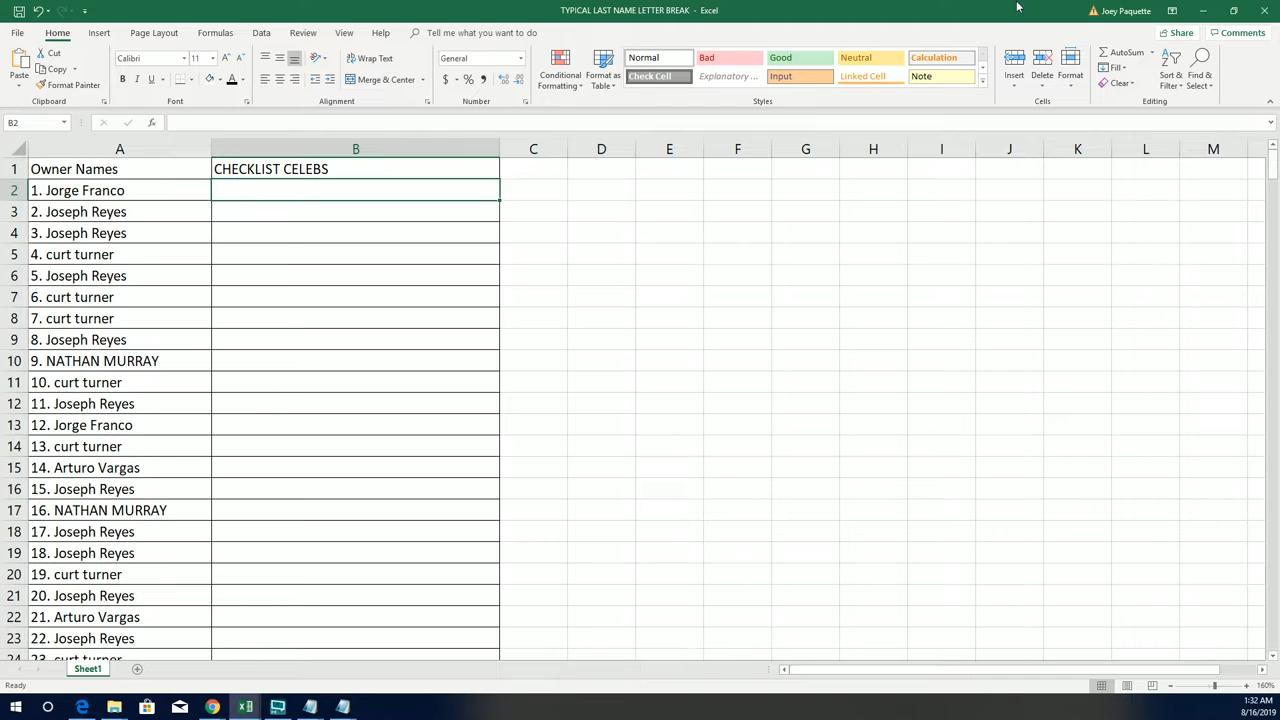 TYPICAL LAST NAME LETTER BREAK - Excel
Joey Paquette
File Home Insert Page Layout Formulas Data Review View Help Tell me what you want to do
Share Comments
Paste
Cut
Copy
Format Painter
Clipboard
Calibri 11
B I U
Font
Wrap Text
Merge & Center
Alignment
General
$ % ,
Number
Conditional Formatting
Format as Table
Normal Bad Good Neutral Calculation
Check Cell Explanatory ... Input Linked Cell Note
Styles
Insert Delete Format
Cells
AutoSum
Fill
Clear
Sort & Filter
Find & Select
Editing
B2
fx
A B C D E F G H I J K L M
1 Owner Names CHECKLIST CELEBS
2 1. Jorge Franco
3 2. Joseph Reyes
4 3. Joseph Reyes
5 4. curt turner
6 5. Joseph Reyes
7 6. curt turner
8 7. curt turner
9 8. Joseph Reyes
10 9. NATHAN MURRAY
11 10. curt turner
12 11. Joseph Reyes
13 12. Jorge Franco
14 13. curt turner
15 14. Arturo Vargas
16 15. Joseph Reyes
17 16. NATHAN MURRAY
18 17. Joseph Reyes
19 18. Joseph Reyes
20 19. curt turner
21 20. Joseph Reyes
22 21. Arturo Vargas
23 22. Joseph Reyes
24 23. curt turner
Sheet1
Ready
160%
1:32 AM
8/16/2019